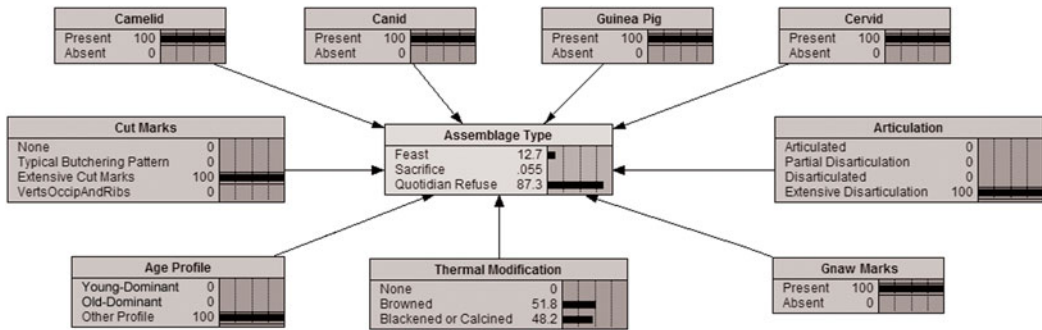 Camelid
Present 100
Absent 0
Canid
Present 100
Absent 0
Guinea Pig
Present 100
Absent 0
Cervid
Present 100
Absent 0
Cut Marks
None 0
Typical Butchering Pattern 0
Extensive Cut Marks 100
VertsOccipAndRibs 0
Assemblage Type
Feast 12.7
Sacrifice .055
Quotidian Refuse 87.3
Articulation
Articulated 0
Partial Disarticulation 0
Disarticulated 0
Extensive Disarticulation 100
Age Profile
Young-Dominant 0
Old-Dominant 0
Other Profile 100
Thermal Modification
None 0
Browned 51.8
Blackened or Calcined 48.2
Gnaw Marks
Present 100
Absent 0